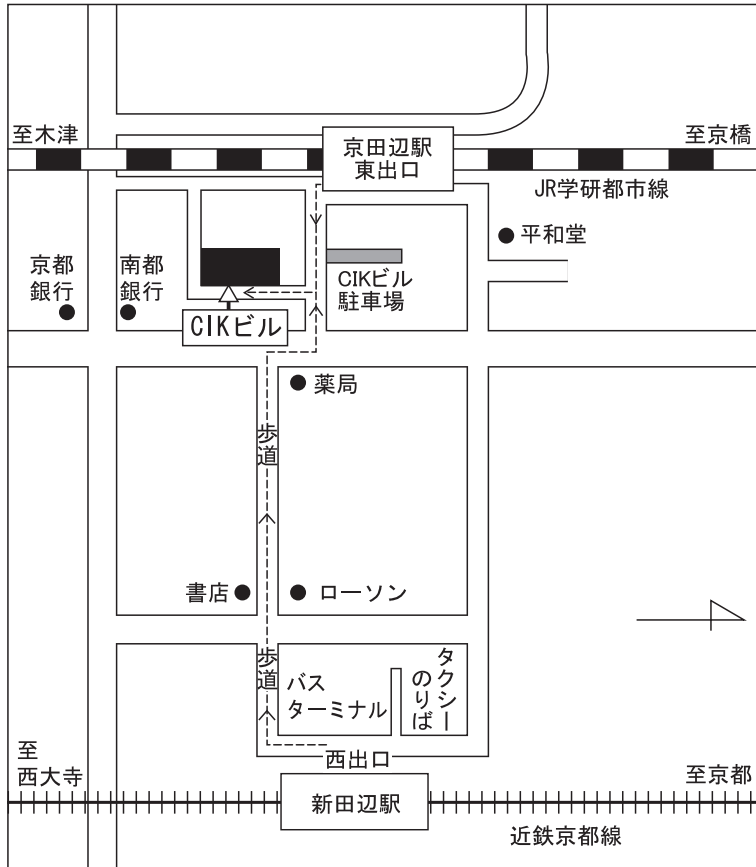 至木津
京田辺駅
東出口
至京橋
JR学研都市線
平和堂
京都
銀行
南都
銀行
CIKビル
駐車場
CIKビル
薬局
歩道
書店
ローソン
歩道
バス
ターミナル
タクシー
のりば
西出口
至
西大寺
新田辺駅
至京都
近鉄京都線